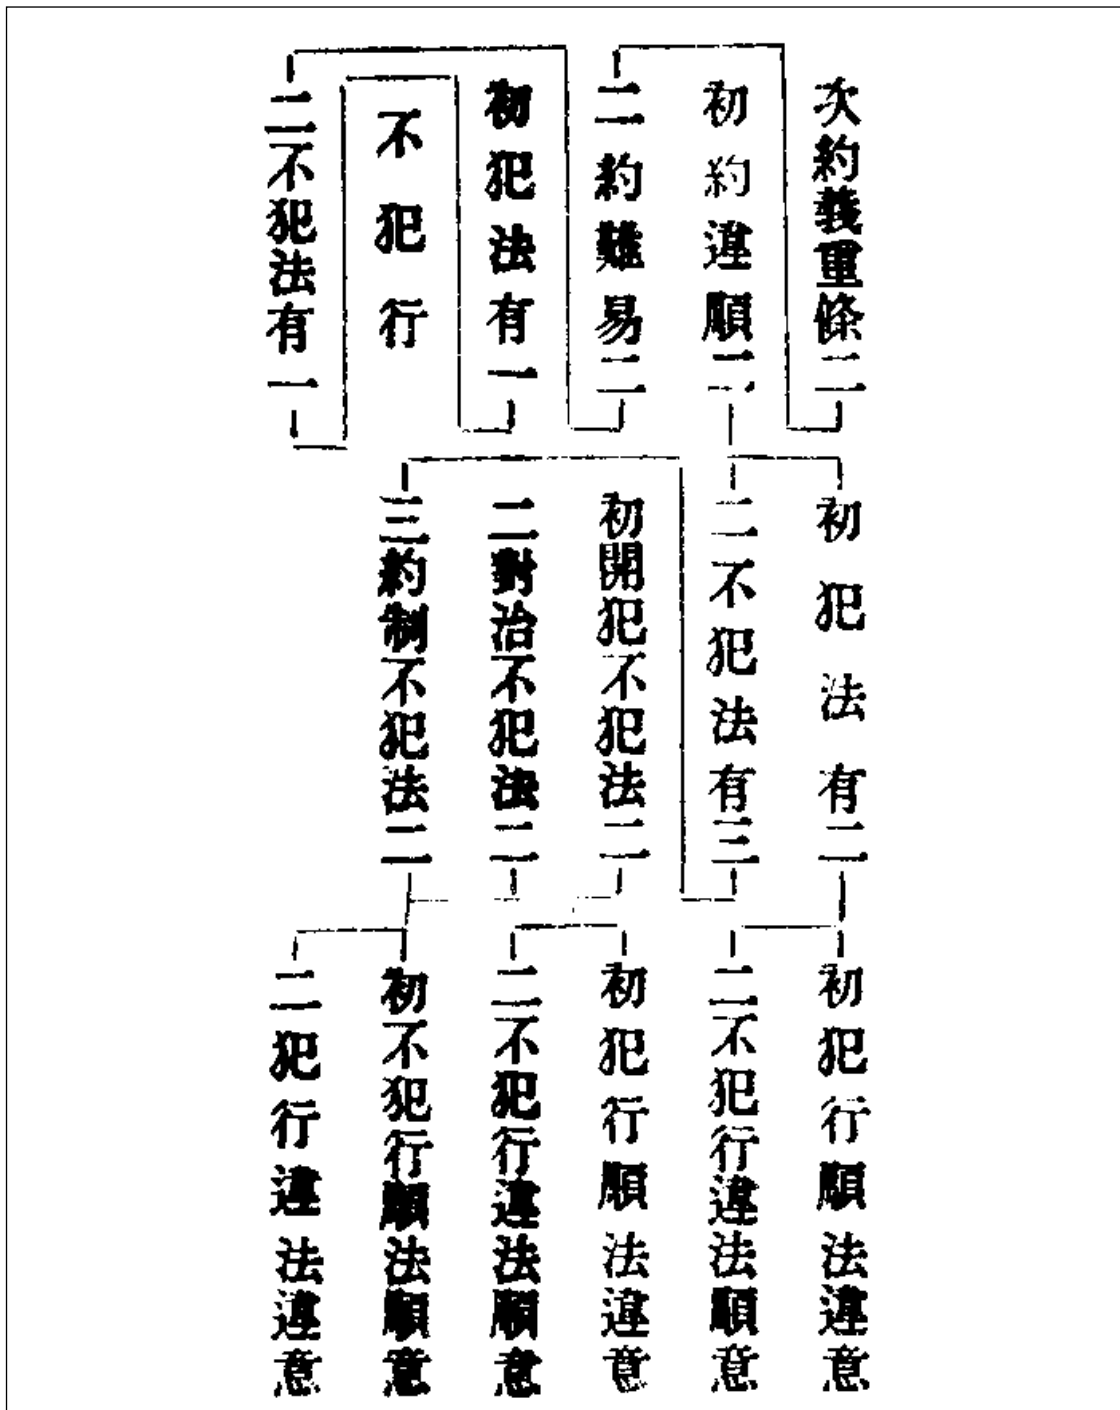 次約義重條二
初約違順二
二約難易二
初犯法有一
不犯行
二不犯法有一
初犯法有二
二不犯法有三
初開犯不犯法二
二對治不犯法二
三約制不犯法二
初犯行順法違意
二不犯行違法順意
初犯行順法違意
二不犯行違法順意
初不犯行順法順意
二犯行違法違意